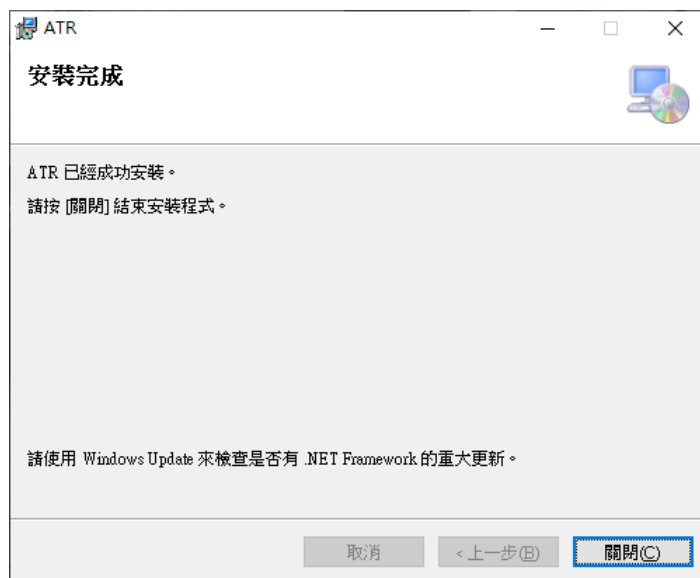 ATR
安裝完成
ATR 已經成功安裝。
請按 [關閉] 結束安裝程式。
請使用 Windows Update 來檢查是否有 .NET Framework 的重大更新。
取消
<上一步(B)
關閉(C)